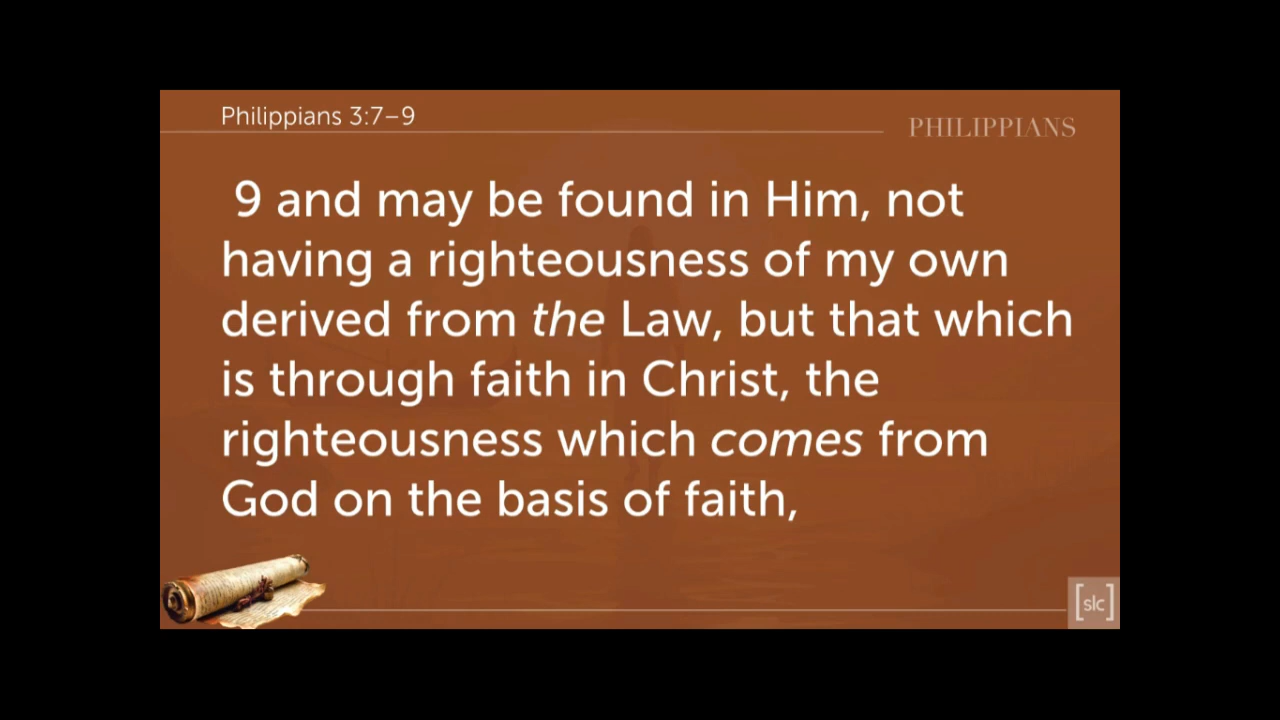 Philippians 3:7–9
PHILIPPIANS
9 and may be found in Him, not
having a righteousness of my own
derived from the Law, but that which
is through faith in Christ, the
righteousness which comes from
God on the basis of faith,
[slc]